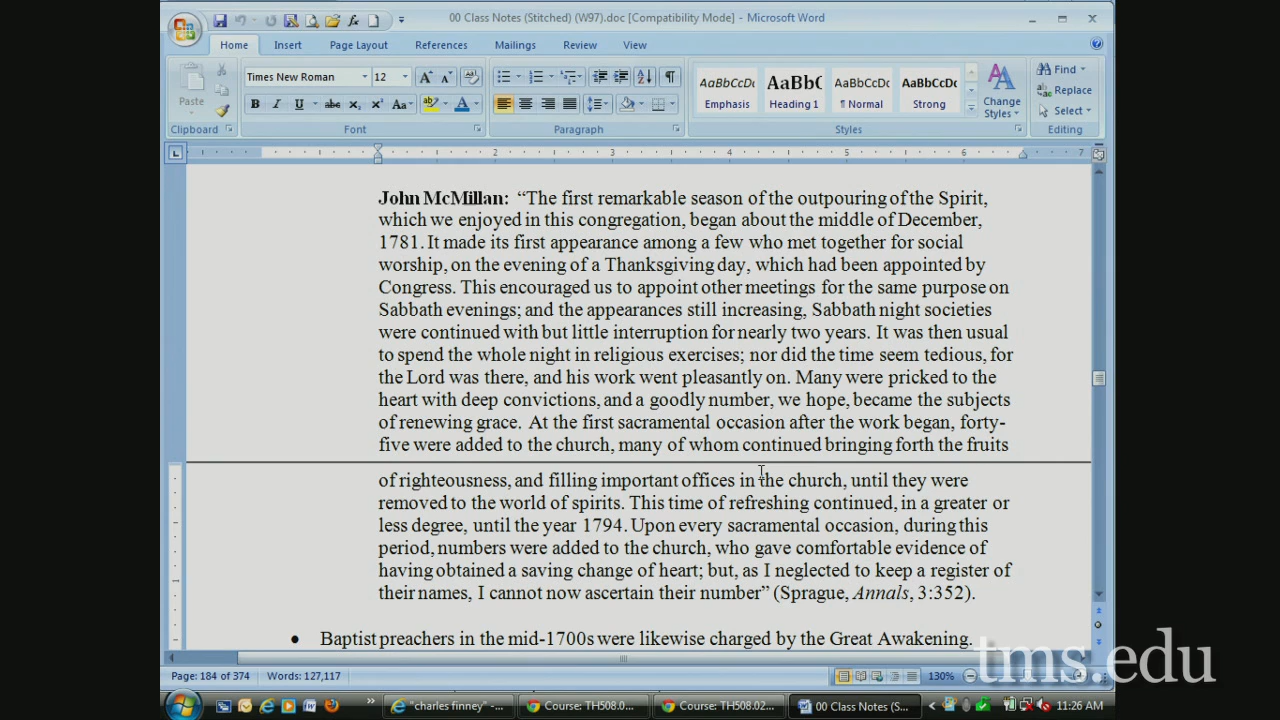 00 Class Notes (Stitched) (W97).doc [Compatibility Mode] - Microsoft Word
Home Insert Page Layout References Mailings Review View
Times New Roman 12
Paste
B I U abc x₂ x² Aa
AaBbCcDc AaBbC AaBbCcDc AaBbCcDc
Emphasis Heading 1 ¶ Normal Strong
Change Styles
Find
Replace
Select
Clipboard Font Paragraph Styles Editing
2 3 4 5 6 7
John McMillan: “The first remarkable season of the outpouring of the Spirit,
which we enjoyed in this congregation, began about the middle of December,
1781. It made its first appearance among a few who met together for social
worship, on the evening of a Thanksgiving day, which had been appointed by
Congress. This encouraged us to appoint other meetings for the same purpose on
Sabbath evenings; and the appearances still increasing, Sabbath night societies
were continued with but little interruption for nearly two years. It was then usual
to spend the whole night in religious exercises; nor did the time seem tedious, for
the Lord was there, and his work went pleasantly on. Many were pricked to the
heart with deep convictions, and a goodly number, we hope, became the subjects
of renewing grace. At the first sacramental occasion after the work began, forty-
five were added to the church, many of whom continued bringing forth the fruits
of righteousness, and filling important offices in the church, until they were
removed to the world of spirits. This time of refreshing continued, in a greater or
less degree, until the year 1794. Upon every sacramental occasion, during this
period, numbers were added to the church, who gave comfortable evidence of
having obtained a saving change of heart; but, as I neglected to keep a register of
their names, I cannot now ascertain their number” (Sprague, Annals, 3:352).
• Baptist preachers in the mid-1700s were likewise charged by the Great Awakening.
tms.edu
Page: 184 of 374 Words: 127,117 130%
"charles finney" -... Course: TH508.0... Course: TH508.02... 00 Class Notes (S... 11:26 AM